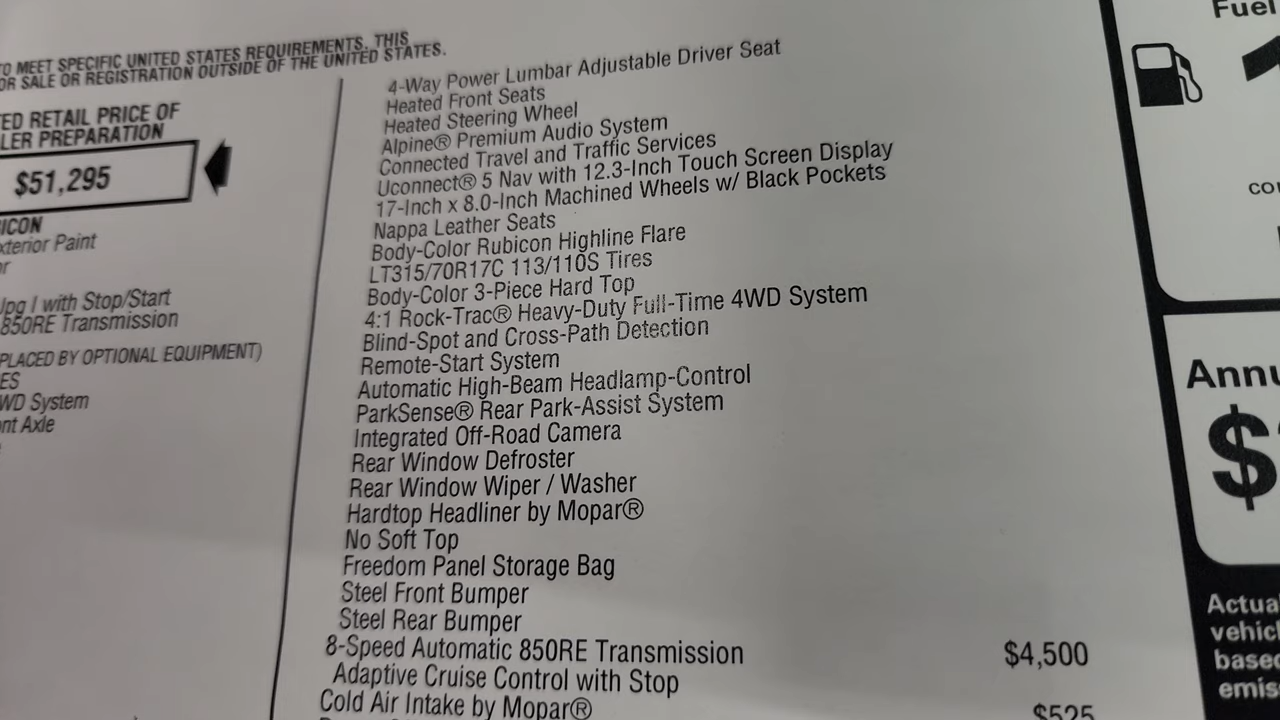 TO MEET SPECIFIC UNITED STATES REQUIREMENTS. THIS
OR SALE OR REGISTRATION OUTSIDE OF THE UNITED STATES.
TED RETAIL PRICE OF
LER PREPARATION
$51,295
ICON
xterior Paint
or
Upg I with Stop/Start
850RE Transmission
PLACED BY OPTIONAL EQUIPMENT)
ES
WD System
nt Axle
4-Way Power Lumbar Adjustable Driver Seat
Heated Front Seats
Heated Steering Wheel
Alpine® Premium Audio System
Connected Travel and Traffic Services
Uconnect® 5 Nav with 12.3-Inch Touch Screen Display
17-Inch x 8.0-Inch Machined Wheels w/ Black Pockets
Nappa Leather Seats
Body-Color Rubicon Highline Flare
LT315/70R17C 113/110S Tires
Body-Color 3-Piece Hard Top
4:1 Rock-Trac® Heavy-Duty Full-Time 4WD System
Blind-Spot and Cross-Path Detection
Remote-Start System
Automatic High-Beam Headlamp-Control
ParkSense® Rear Park-Assist System
Integrated Off-Road Camera
Rear Window Defroster
Rear Window Wiper / Washer
Hardtop Headliner by Mopar®
No Soft Top
Freedom Panel Storage Bag
Steel Front Bumper
Steel Rear Bumper
8-Speed Automatic 850RE Transmission $4,500
Adaptive Cruise Control with Stop
Cold Air Intake by Mopar® $525
Fuel
Annu
$
Actua
vehic
based
emis